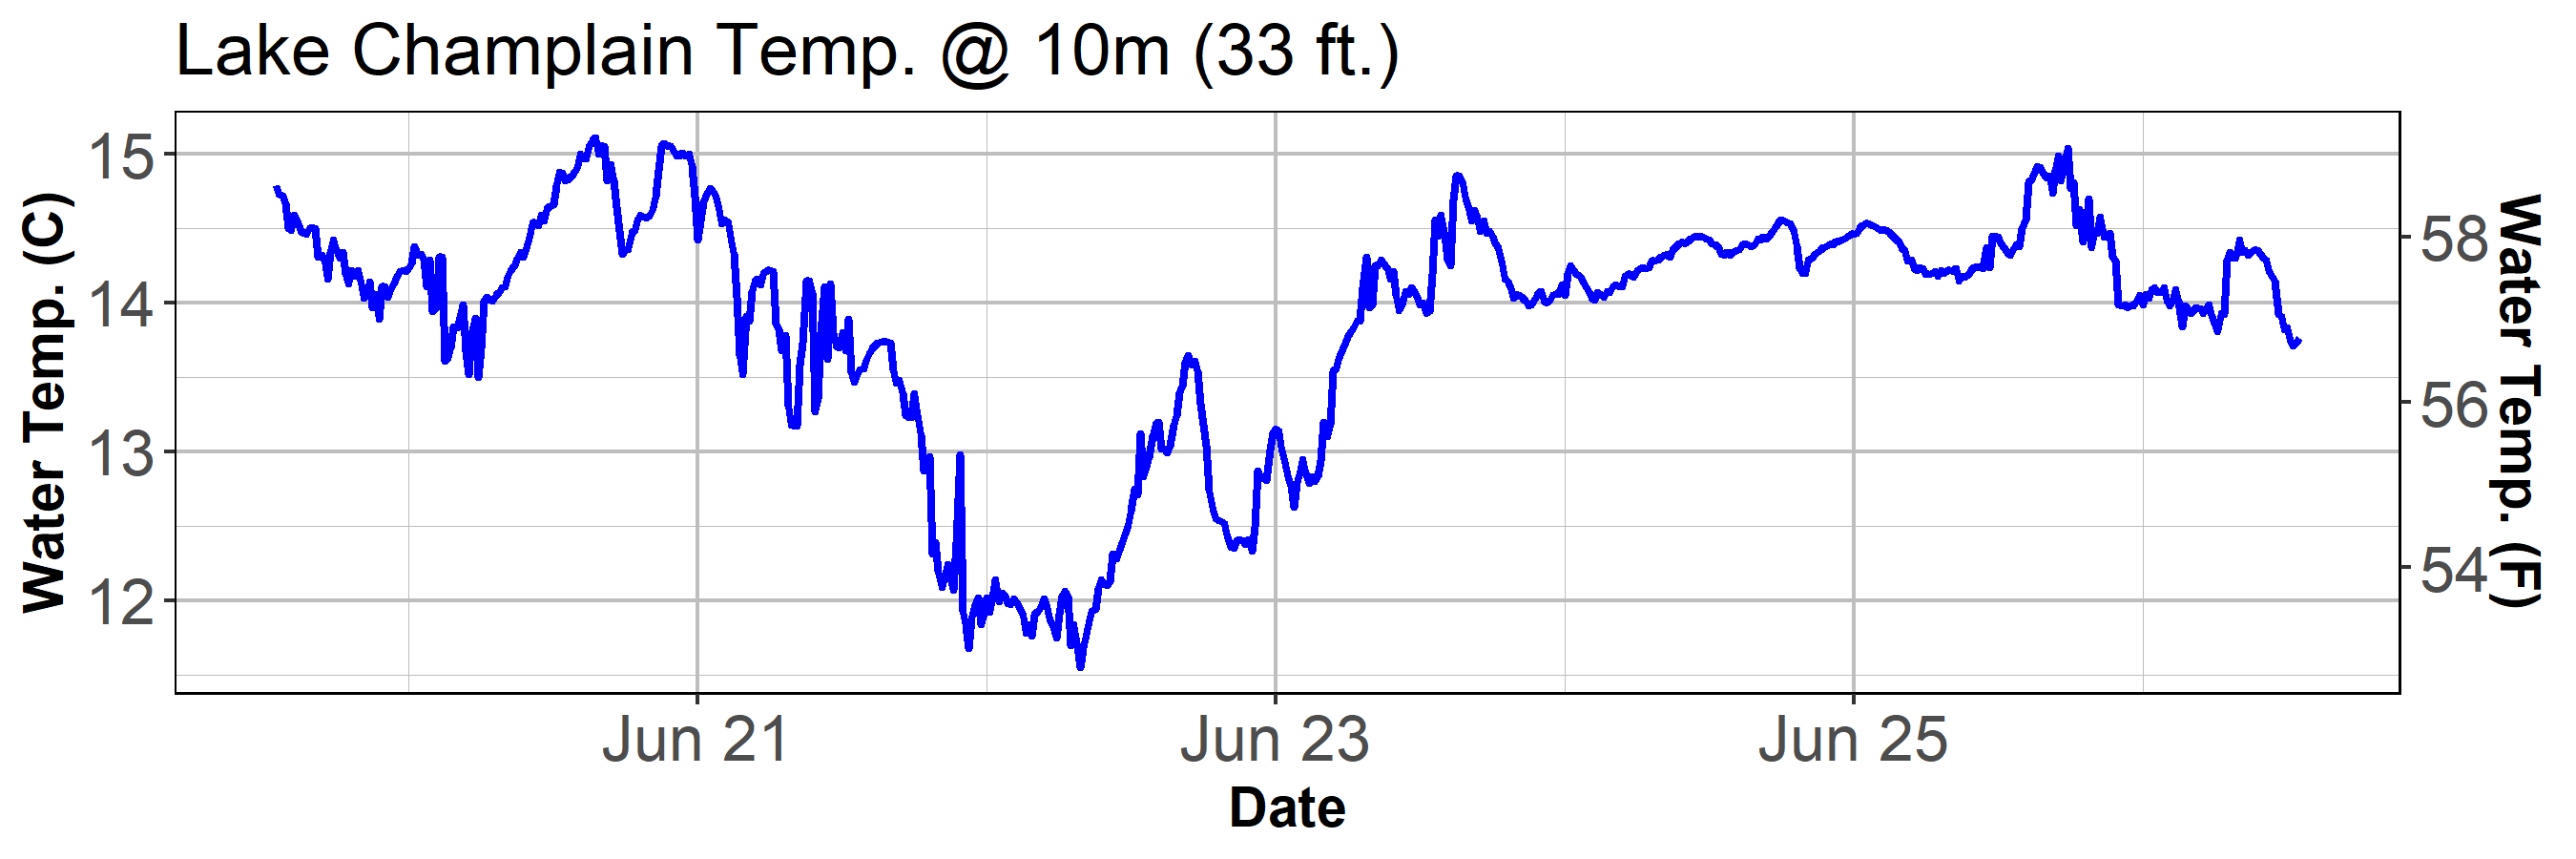 Lake Champlain Temp. @ 10m (33 ft.)
Water Temp. (C)
15
14
13
12
58
56
54
Water Temp. (F)
Jun 21 Jun 23 Jun 25
Date